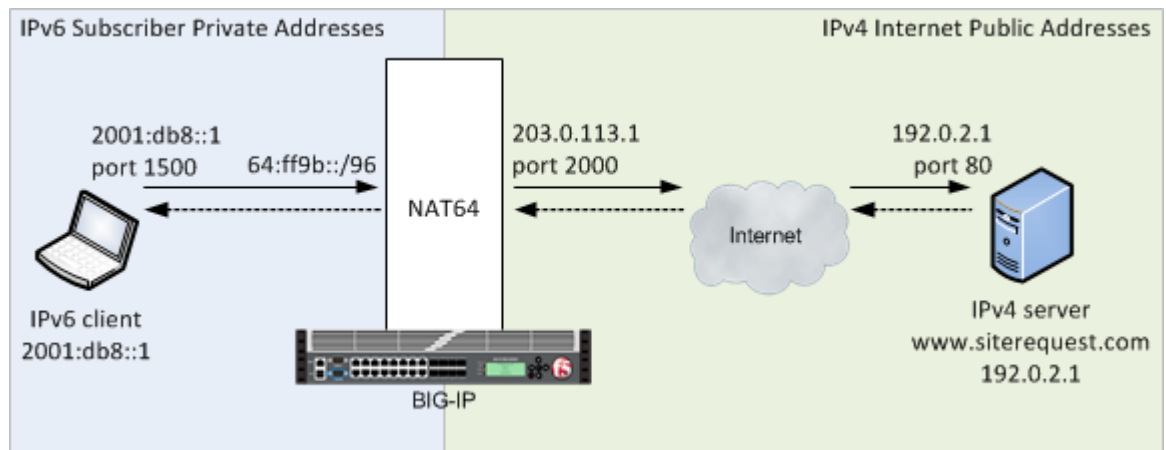 IPv6 Subscriber Private Addresses
IPv4 Internet Public Addresses
2001:db8::1
port 1500
64:ff9b::/96
NAT64
203.0.113.1
port 2000
192.0.2.1
port 80
Internet
IPv6 client
2001:db8::1
IPv4 server
www.siterequest.com
192.0.2.1
f5
BIG-IP